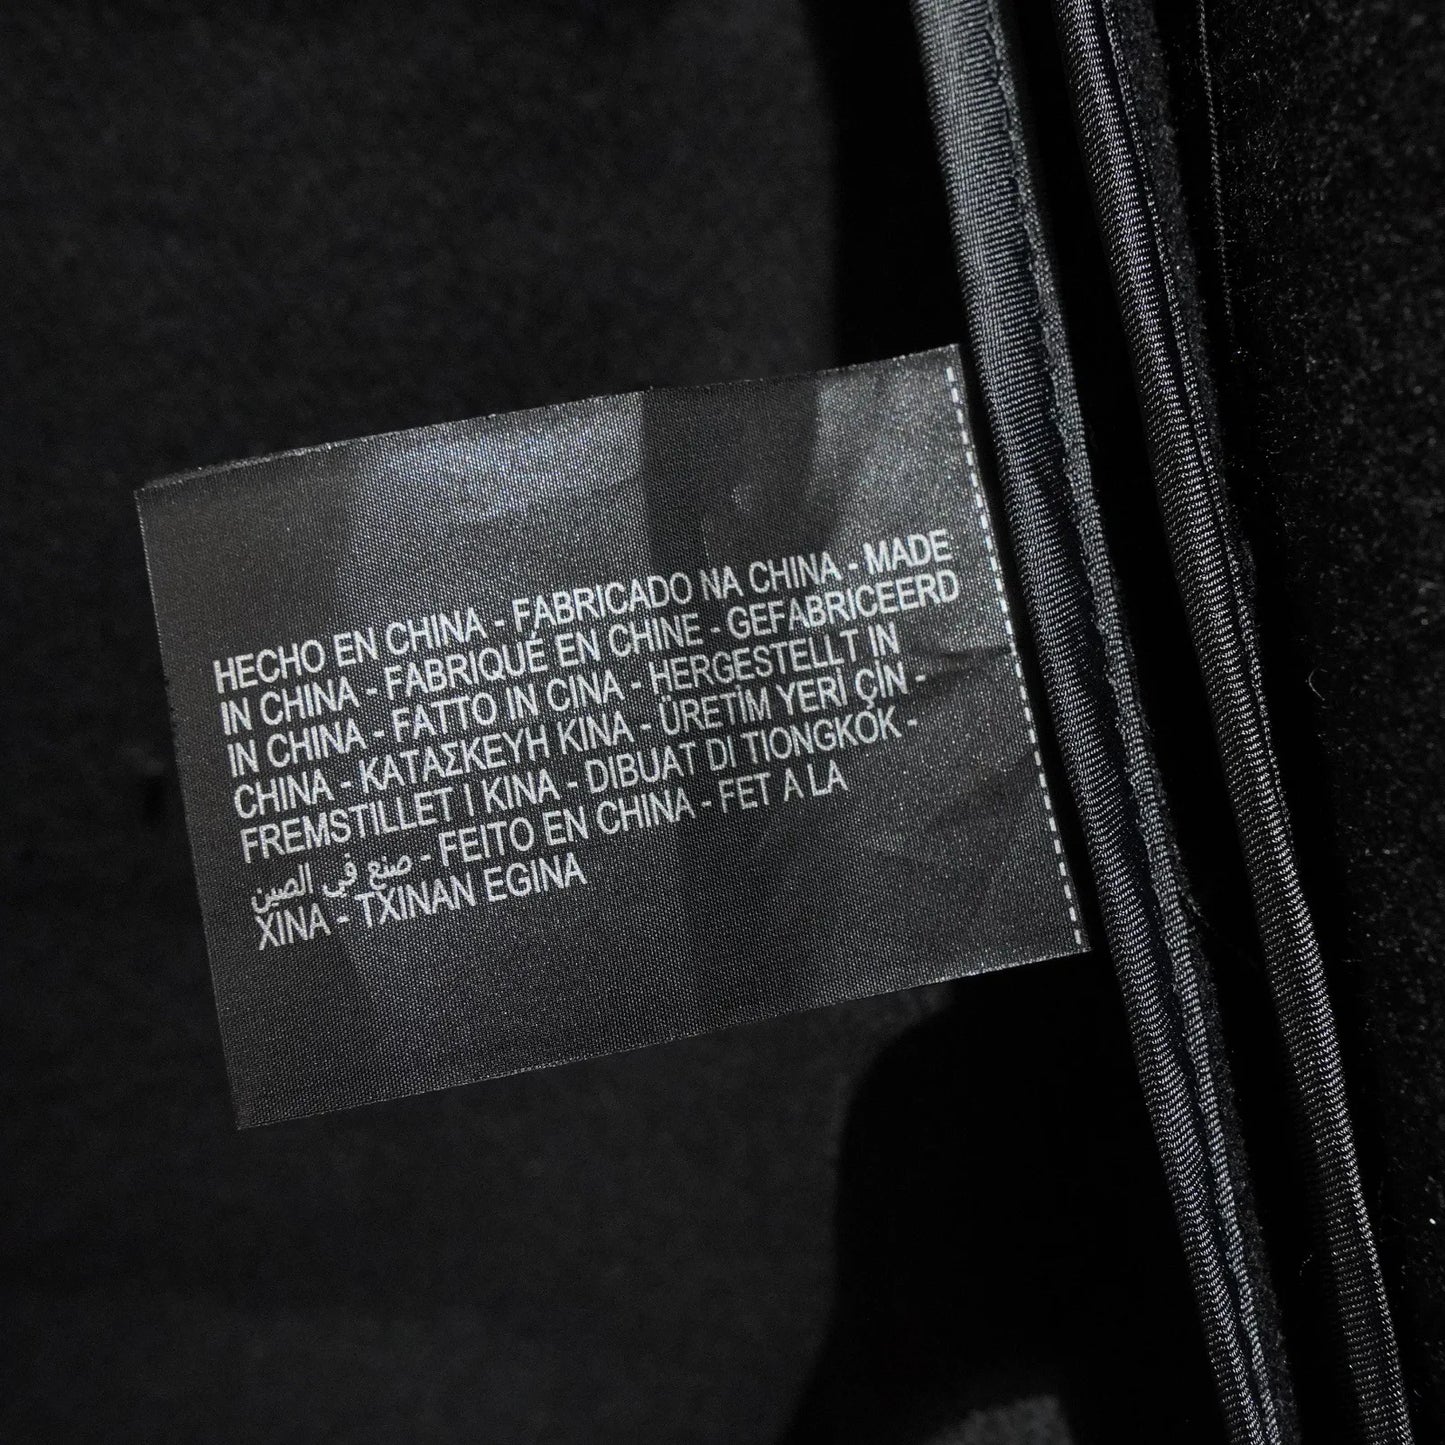 HECHO EN CHINA - FABRICADO NA CHINA - MADE
IN CHINA - FABRIQUÉ EN CHINE - GEFABRICEERD
IN CHINA - FATTO IN CINA - HERGESTELLT IN
CHINA - ΚΑΤΑΣΚΕΥΗ ΚΙΝΑ - ÜRETİM YERİ ÇİN -
FREMSTILLET I KINA - DIBUAT DI TIONGKOK -
صنع في الصين - FEITO EN CHINA - FET A LA
XINA - TXINAN EGINA